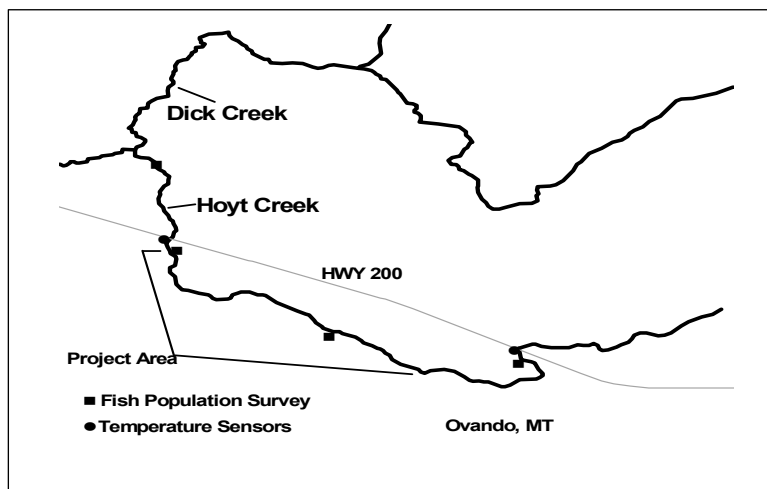 Dick Creek
Hoyt Creek
HWY 200
Project Area
Fish Population Survey
Temperature Sensors
Ovando, MT